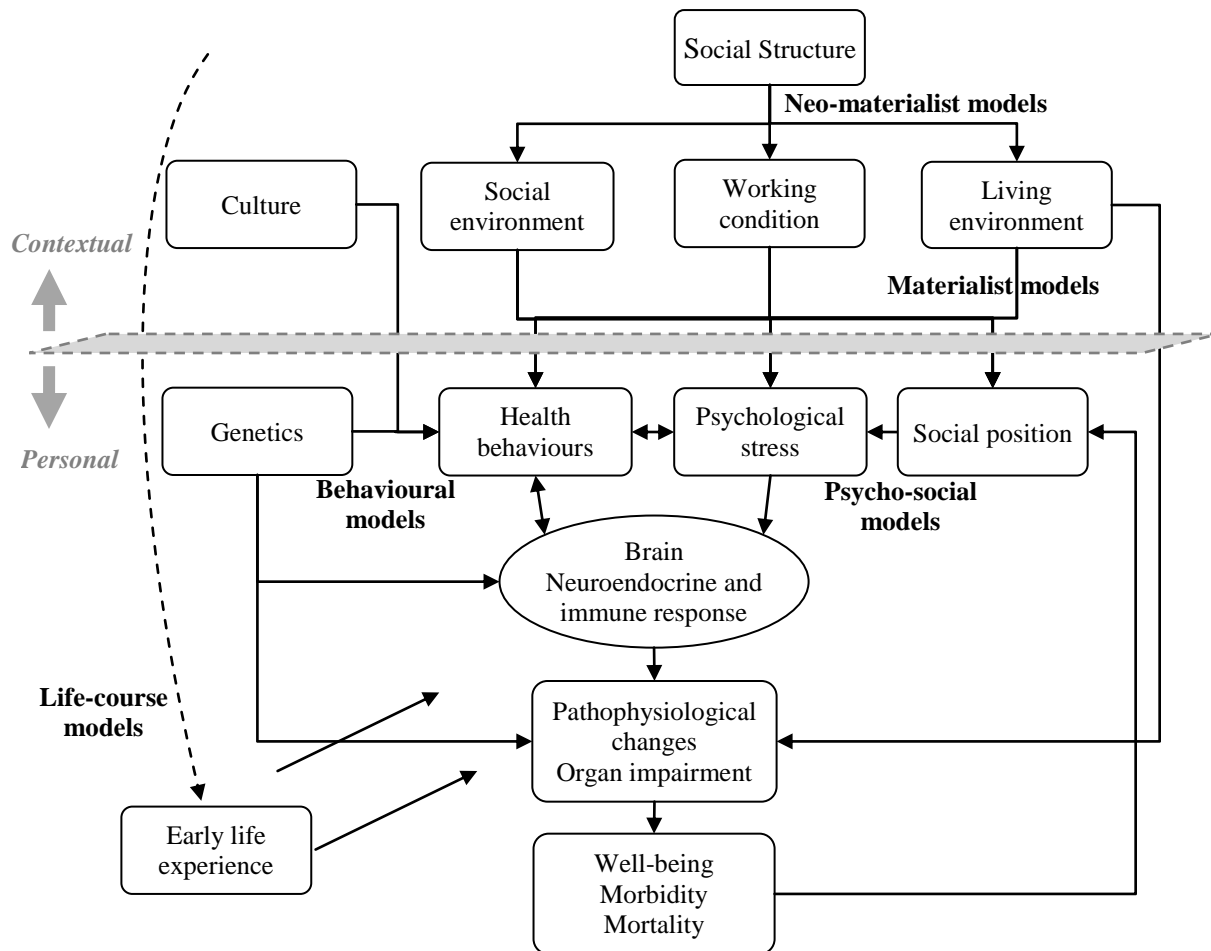 Social Structure
Neo-materialist models
Culture
Social
environment
Working
condition
Living
environment
Contextual
Materialist models
Personal
Genetics
Health
behaviours
Psychological
stress
Social position
Behavioural
models
Psycho-social
models
Brain
Neuroendocrine and
immune response
Life-course
models
Pathophysiological
changes
Organ impairment
Early life
experience
Well-being
Morbidity
Mortality